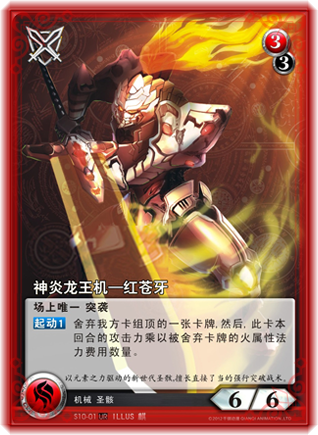 3
3
神炎龙王机—红苍牙
场上唯一 突袭
起动1 舍弃我方卡组顶的一张卡牌,然后,此卡本
回合的攻击力乘以被舍弃卡牌的火属性法
力费用数量。
以元素之力驱动的新世代圣骸,擅长直接了当的强行突破战术。
机械 圣骸
6/6
S10-01 UR ILLUS 麒